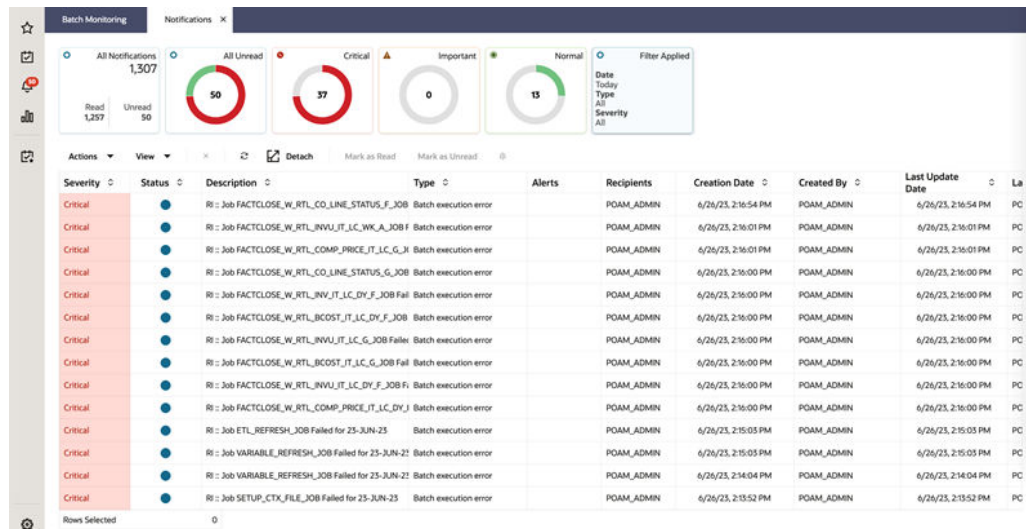 Batch Monitoring
Notifications ×
50
All Notifications
1,307
Read Unread
1,257 50
All Unread
50
Critical
37
Important
0
Normal
13
Filter Applied
Date
Today
Type
All
Severity
All
Actions View Detach Mark as Read Mark as Unread
Severity Status Description Type Alerts Recipients Creation Date Created By Last Update Date La
Critical RI :: Job FACTCLOSE_W_RTL_CO_LINE_STATUS_F_JOB Batch execution error POAM_ADMIN 6/26/23, 2:16:54 PM POAM_ADMIN 6/26/23, 2:16:54 PM PO
Critical RI :: Job FACTCLOSE_W_RTL_INVU_IT_LC_WK_A_JOB F Batch execution error POAM_ADMIN 6/26/23, 2:16:01 PM POAM_ADMIN 6/26/23, 2:16:01 PM PO
Critical RI :: Job FACTCLOSE_W_RTL_COMP_PRICE_IT_LC_G_JC Batch execution error POAM_ADMIN 6/26/23, 2:16:01 PM POAM_ADMIN 6/26/23, 2:16:01 PM PO
Critical RI :: Job FACTCLOSE_W_RTL_CO_LINE_STATUS_G_JOB Batch execution error POAM_ADMIN 6/26/23, 2:16:00 PM POAM_ADMIN 6/26/23, 2:16:00 PM PO
Critical RI :: Job FACTCLOSE_W_RTL_INV_IT_LC_DY_F_JOB Fail Batch execution error POAM_ADMIN 6/26/23, 2:16:00 PM POAM_ADMIN 6/26/23, 2:16:00 PM PO
Critical RI :: Job FACTCLOSE_W_RTL_BCOST_IT_LC_DY_F_JOB Batch execution error POAM_ADMIN 6/26/23, 2:16:00 PM POAM_ADMIN 6/26/23, 2:16:00 PM PO
Critical RI :: Job FACTCLOSE_W_RTL_INVU_IT_LC_G_JOB Failec Batch execution error POAM_ADMIN 6/26/23, 2:16:00 PM POAM_ADMIN 6/26/23, 2:16:00 PM PO
Critical RI :: Job FACTCLOSE_W_RTL_BCOST_IT_LC_G_JOB Fail Batch execution error POAM_ADMIN 6/26/23, 2:16:00 PM POAM_ADMIN 6/26/23, 2:16:00 PM PO
Critical RI :: Job FACTCLOSE_W_RTL_INVU_IT_LC_DY_F_JOB Fa Batch execution error POAM_ADMIN 6/26/23, 2:16:00 PM POAM_ADMIN 6/26/23, 2:16:00 PM PO
Critical RI :: Job FACTCLOSE_W_RTL_COMP_PRICE_IT_LC_DY_I Batch execution error POAM_ADMIN 6/26/23, 2:16:00 PM POAM_ADMIN 6/26/23, 2:16:00 PM PO
Critical RI :: Job ETL_REFRESH_JOB Failed for 23-JUN-23 Batch execution error POAM_ADMIN 6/26/23, 2:15:03 PM POAM_ADMIN 6/26/23, 2:15:03 PM PO
Critical RI :: Job VARIABLE_REFRESH_JOB Failed for 23-JUN-23 Batch execution error POAM_ADMIN 6/26/23, 2:15:03 PM POAM_ADMIN 6/26/23, 2:15:03 PM PO
Critical RI :: Job VARIABLE_REFRESH_JOB Failed for 23-JUN-23 Batch execution error POAM_ADMIN 6/26/23, 2:14:04 PM POAM_ADMIN 6/26/23, 2:14:04 PM PO
Critical RI :: Job SETUP_CTX_FILE_JOB Failed for 23-JUN-23 Batch execution error POAM_ADMIN 6/26/23, 2:13:52 PM POAM_ADMIN 6/26/23, 2:13:52 PM PO
Rows Selected 0